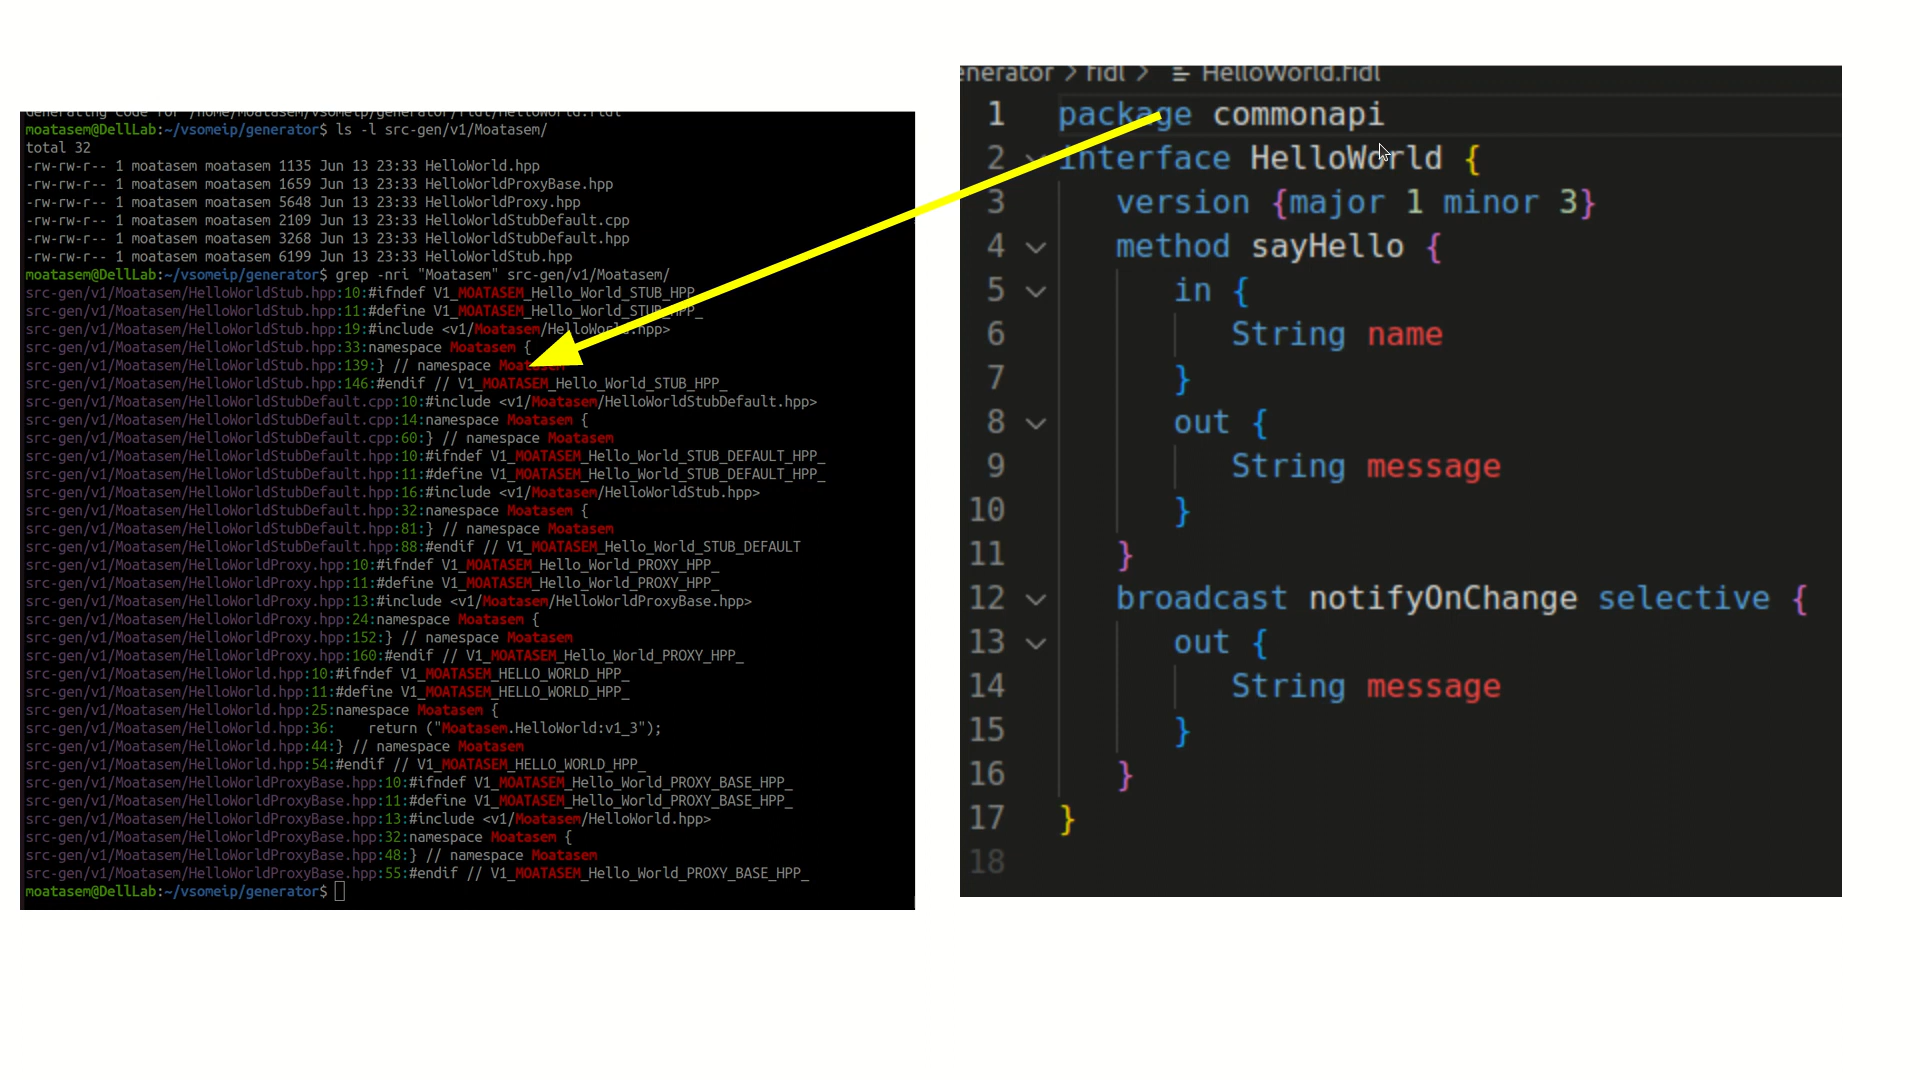 Generating code for /home/moatasem/vsomeip/generator/fidl/HelloWorld.fidl
moatasem@DellLab:~/vsomeip/generator$ ls -l src-gen/v1/Moatasem/
total 32
-rw-rw-r-- 1 moatasem moatasem 1135 Jun 13 23:33 HelloWorld.hpp
-rw-rw-r-- 1 moatasem moatasem 1659 Jun 13 23:33 HelloWorldProxyBase.hpp
-rw-rw-r-- 1 moatasem moatasem 5648 Jun 13 23:33 HelloWorldProxy.hpp
-rw-rw-r-- 1 moatasem moatasem 2109 Jun 13 23:33 HelloWorldStubDefault.cpp
-rw-rw-r-- 1 moatasem moatasem 3268 Jun 13 23:33 HelloWorldStubDefault.hpp
-rw-rw-r-- 1 moatasem moatasem 6199 Jun 13 23:33 HelloWorldStub.hpp
moatasem@DellLab:~/vsomeip/generator$ grep -nri "Moatasem" src-gen/v1/Moatasem/
src-gen/v1/Moatasem/HelloWorldStub.hpp:10:#ifndef V1_MOATASEM_Hello_World_STUB_HPP_
src-gen/v1/Moatasem/HelloWorldStub.hpp:11:#define V1_MOATASEM_Hello_World_STUB_HPP_
src-gen/v1/Moatasem/HelloWorldStub.hpp:19:#include <v1/Moatasem/HelloWorld.hpp>
src-gen/v1/Moatasem/HelloWorldStub.hpp:33:namespace Moatasem {
src-gen/v1/Moatasem/HelloWorldStub.hpp:139:} // namespace Moatasem
src-gen/v1/Moatasem/HelloWorldStub.hpp:146:#endif // V1_MOATASEM_Hello_World_STUB_HPP_
src-gen/v1/Moatasem/HelloWorldStubDefault.cpp:10:#include <v1/Moatasem/HelloWorldStubDefault.hpp>
src-gen/v1/Moatasem/HelloWorldStubDefault.cpp:14:namespace Moatasem {
src-gen/v1/Moatasem/HelloWorldStubDefault.cpp:60:} // namespace Moatasem
src-gen/v1/Moatasem/HelloWorldStubDefault.hpp:10:#ifndef V1_MOATASEM_Hello_World_STUB_DEFAULT_HPP_
src-gen/v1/Moatasem/HelloWorldStubDefault.hpp:11:#define V1_MOATASEM_Hello_World_STUB_DEFAULT_HPP_
src-gen/v1/Moatasem/HelloWorldStubDefault.hpp:16:#include <v1/Moatasem/HelloWorldStub.hpp>
src-gen/v1/Moatasem/HelloWorldStubDefault.hpp:32:namespace Moatasem {
src-gen/v1/Moatasem/HelloWorldStubDefault.hpp:81:} // namespace Moatasem
src-gen/v1/Moatasem/HelloWorldStubDefault.hpp:88:#endif // V1_MOATASEM_Hello_World_STUB_DEFAULT
src-gen/v1/Moatasem/HelloWorldProxy.hpp:10:#ifndef V1_MOATASEM_Hello_World_PROXY_HPP_
src-gen/v1/Moatasem/HelloWorldProxy.hpp:11:#define V1_MOATASEM_Hello_World_PROXY_HPP_
src-gen/v1/Moatasem/HelloWorldProxy.hpp:13:#include <v1/Moatasem/HelloWorldProxyBase.hpp>
src-gen/v1/Moatasem/HelloWorldProxy.hpp:24:namespace Moatasem {
src-gen/v1/Moatasem/HelloWorldProxy.hpp:152:} // namespace Moatasem
src-gen/v1/Moatasem/HelloWorldProxy.hpp:160:#endif // V1_MOATASEM_Hello_World_PROXY_HPP_
src-gen/v1/Moatasem/HelloWorld.hpp:10:#ifndef V1_MOATASEM_HELLO_WORLD_HPP_
src-gen/v1/Moatasem/HelloWorld.hpp:11:#define V1_MOATASEM_HELLO_WORLD_HPP_
src-gen/v1/Moatasem/HelloWorld.hpp:25:namespace Moatasem {
src-gen/v1/Moatasem/HelloWorld.hpp:36:    return ("Moatasem.HelloWorld:v1_3");
src-gen/v1/Moatasem/HelloWorld.hpp:44:} // namespace Moatasem
src-gen/v1/Moatasem/HelloWorld.hpp:54:#endif // V1_MOATASEM_HELLO_WORLD_HPP_
src-gen/v1/Moatasem/HelloWorldProxyBase.hpp:10:#ifndef V1_MOATASEM_Hello_World_PROXY_BASE_HPP_
src-gen/v1/Moatasem/HelloWorldProxyBase.hpp:11:#define V1_MOATASEM_Hello_World_PROXY_BASE_HPP_
src-gen/v1/Moatasem/HelloWorldProxyBase.hpp:13:#include <v1/Moatasem/HelloWorld.hpp>
src-gen/v1/Moatasem/HelloWorldProxyBase.hpp:32:namespace Moatasem {
src-gen/v1/Moatasem/HelloWorldProxyBase.hpp:48:} // namespace Moatasem
src-gen/v1/Moatasem/HelloWorldProxyBase.hpp:55:#endif // V1_MOATASEM_Hello_World_PROXY_BASE_HPP_
moatasem@DellLab:~/vsomeip/generator$
enerator > fidl > HelloWorld.fidl
1 package commonapi
2 interface HelloWorld {
3 version {major 1 minor 3}
4 method sayHello {
5 in {
6 String name
7 }
8 out {
9 String message
10 }
11 }
12 broadcast notifyOnChange selective {
13 out {
14 String message
15 }
16 }
17 }
18